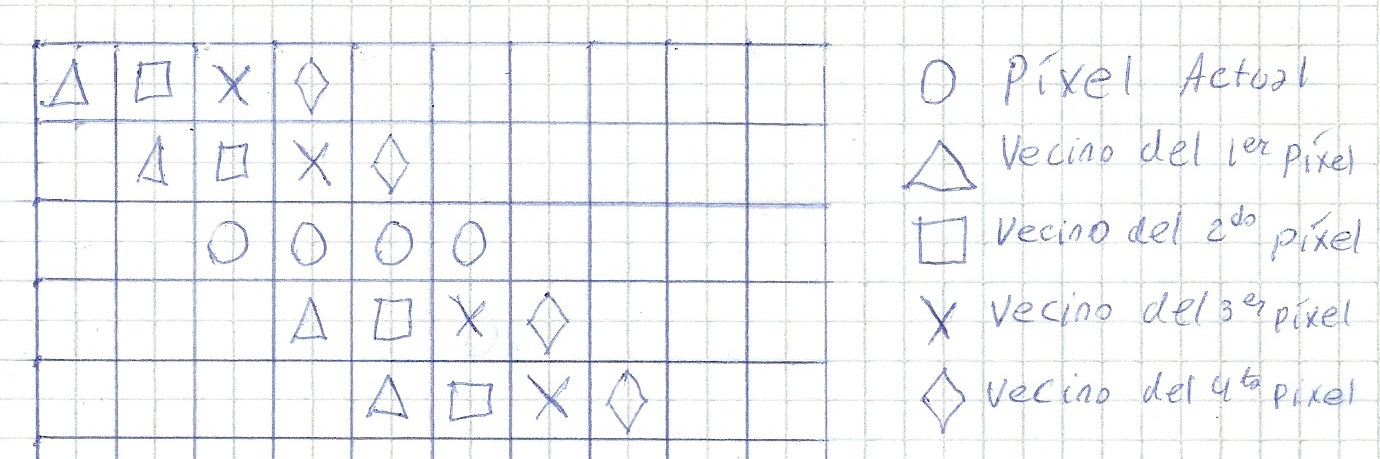 Píxel Actual
Vecino del 1er píxel
Vecino del 2do píxel
Vecino del 3er píxel
Vecino del 4to píxel